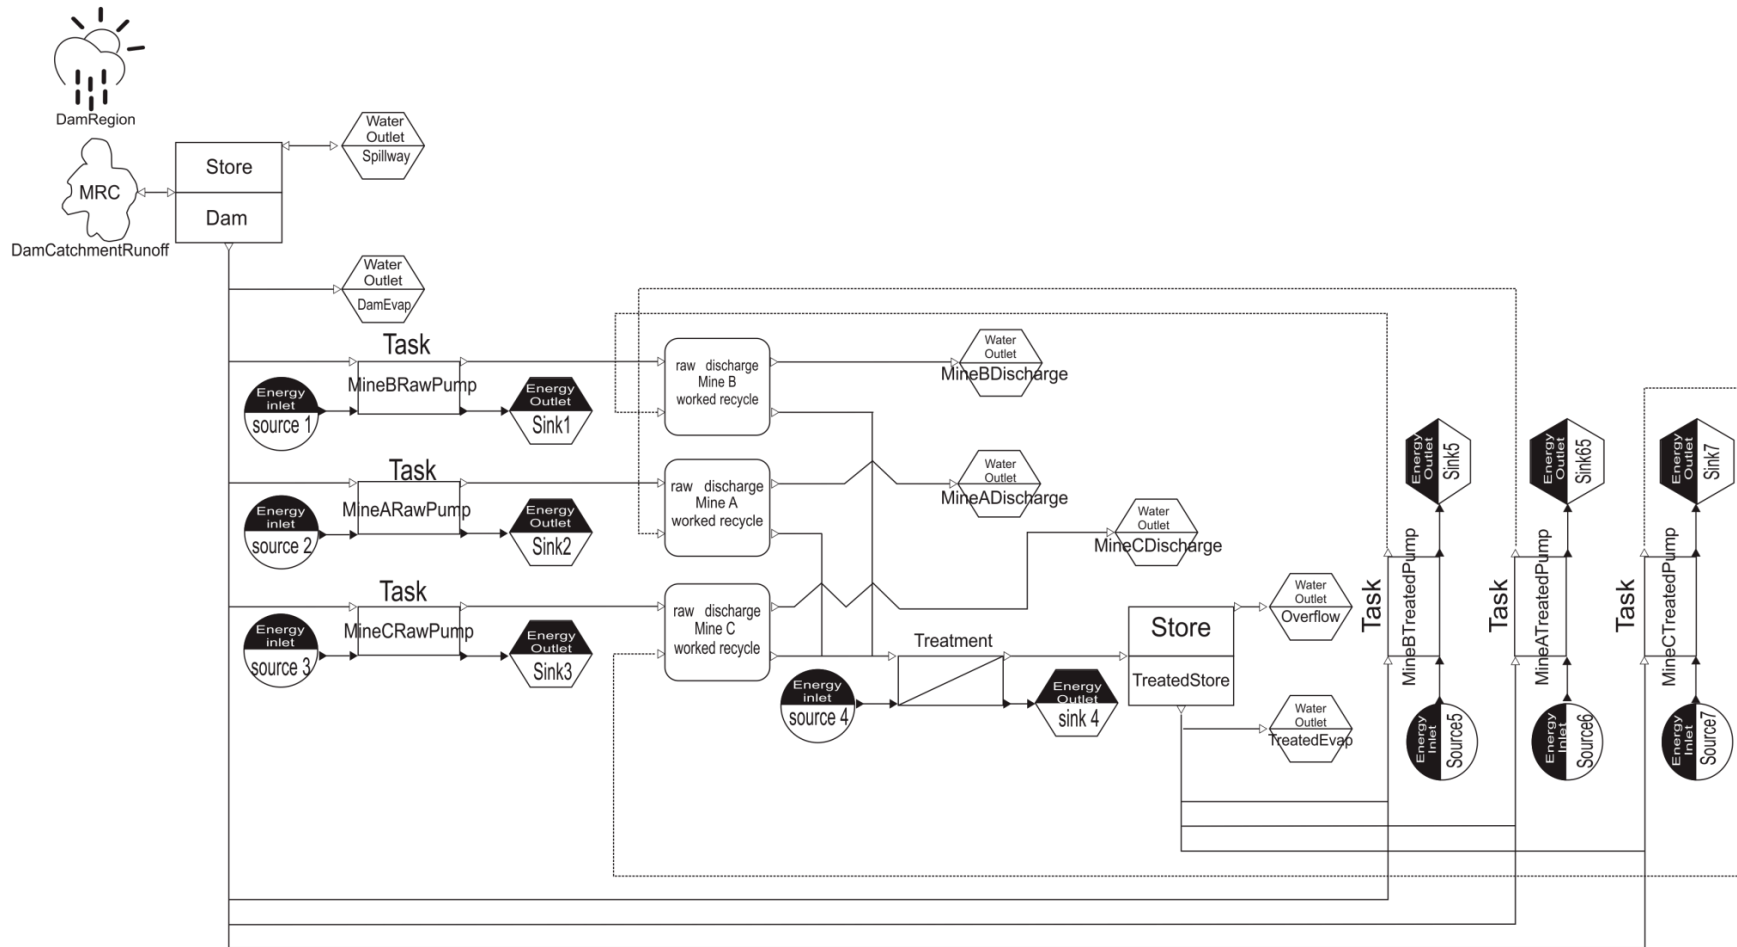 DamRegion
MRC
DamCatchmentRunoff
Store
Dam
Water
Outlet
Spillway
Water
Outlet
DamEvap
Task
MineBRawPump
Energy
inlet
source 1
Energy
Outlet
Sink1
raw discharge
Mine B
worked recycle
Water
Outlet
MineBDischarge
Task
MineARawPump
Energy
inlet
source 2
Energy
Outlet
Sink2
raw discharge
Mine A
worked recycle
Water
Outlet
MineADischarge
Water
Outlet
MineCDischarge
Task
MineCRawPump
Energy
inlet
source 3
Energy
Outlet
Sink3
raw discharge
Mine C
worked recycle
Treatment
Energy
inlet
source 4
Energy
Outlet
sink 4
Store
TreatedStore
Water
Outlet
Overflow
Water
Outlet
TreatedEvap
Energy
Outlet
Sink5
Task
MineBTreatedPump
Energy
Inlet
Source5
Energy
Outlet
Sink65
Task
MineATreatedPump
Energy
Inlet
Source6
Energy
Outlet
Sink7
Task
MineCTreatedPump
Energy
Inlet
Source7